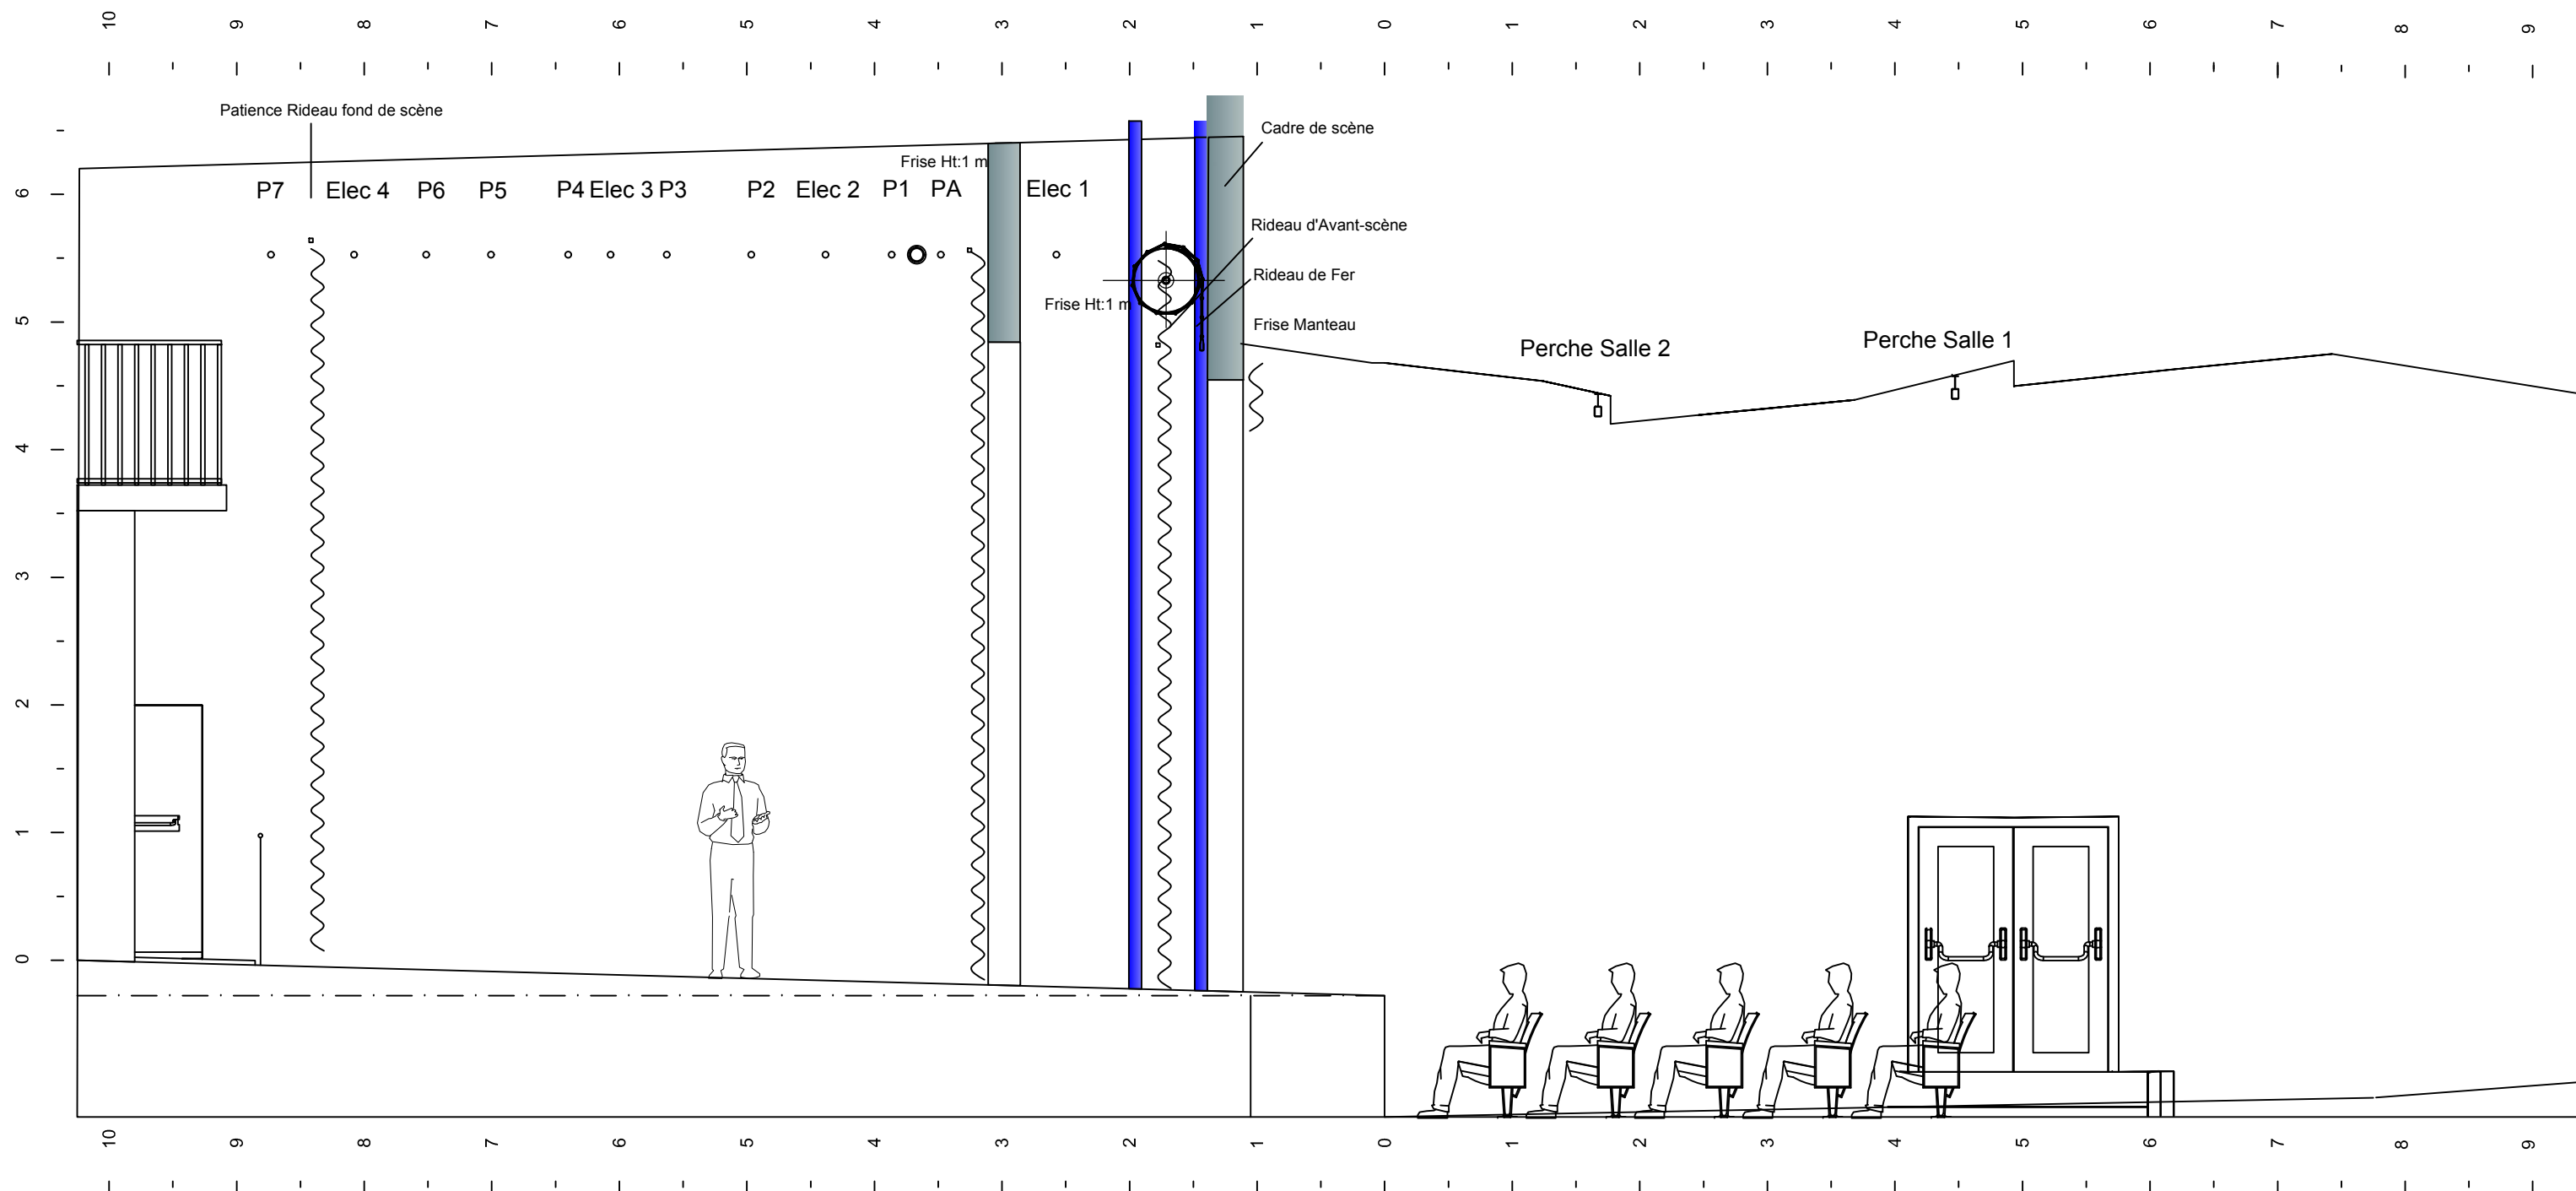 10 9 8 7 6 5 4 3 2 1 0 1 2 3 4 5 6 7 8 9
Patience Rideau fond de scène
Cadre de scène
Frise Ht:1 m
6
P7 Elec 4 P6 P5 P4 Elec 3 P3 P2 Elec 2 P1 PA Elec 1
Rideau d'Avant-scène
Rideau de Fer
Frise Ht:1 m
5
Frise Manteau
Perche Salle 1
Perche Salle 2
4
3
2
1
0
10 9 8 7 6 5 4 3 2 1 0 1 2 3 4 5 6 7 8 9